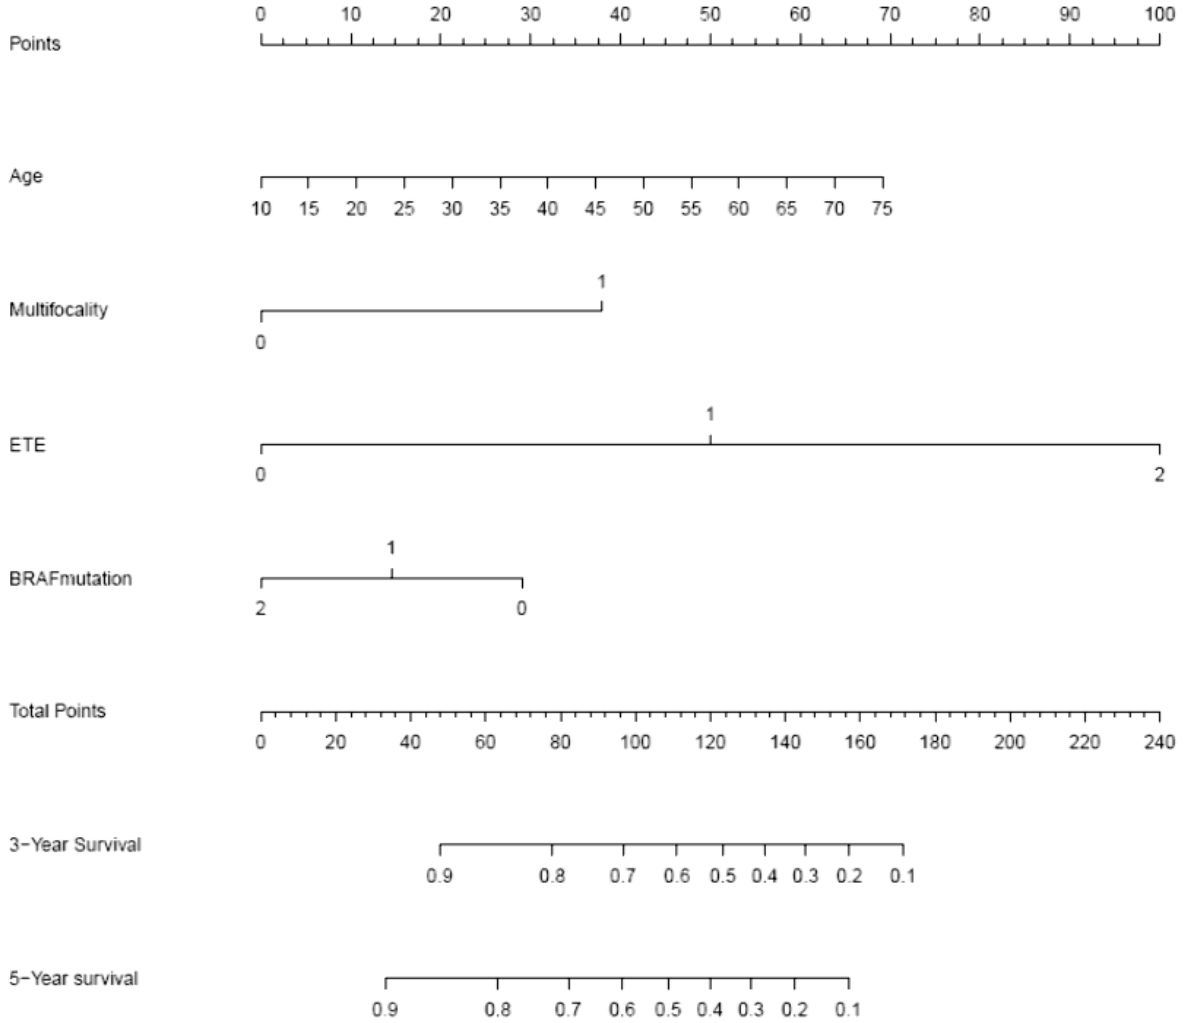 0 10 20 30 40 50 60 70 80 90 100
Points
Age
10 15 20 25 30 35 40 45 50 55 60 65 70 75
1
Multifocality
0
1
ETE
0 2
1
BRAFmutation
2 0
Total Points
0 20 40 60 80 100 120 140 160 180 200 220 240
3-Year Survival
0.9 0.8 0.7 0.6 0.5 0.4 0.3 0.2 0.1
5-Year survival
0.9 0.8 0.7 0.6 0.5 0.4 0.3 0.2 0.1